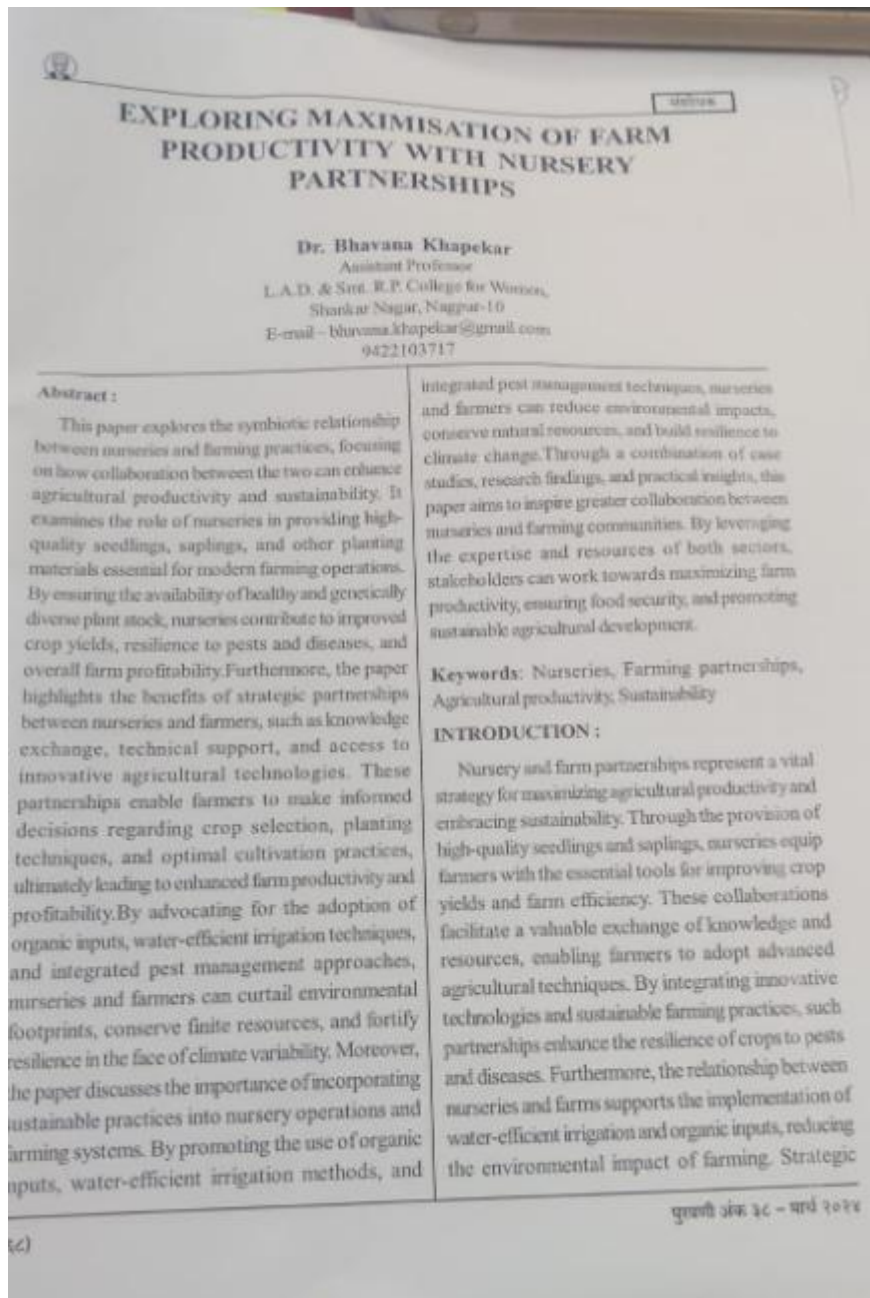 संशोधक
EXPLORING MAXIMISATION OF FARM
PRODUCTIVITY WITH NURSERY
PARTNERSHIPS
Dr. Bhavana Khapekar
Assistant Professor
L.A.D. & Smt. R.P. College for Women,
Shankar Nagar, Nagpur-10
E-mail – bhavana.khapekar@gmail.com
9422103717
Abstract :
This paper explores the symbiotic relationship
between nurseries and farming practices, focusing
on how collaboration between the two can enhance
agricultural productivity and sustainability. It
examines the role of nurseries in providing high-
quality seedlings, saplings, and other planting
materials essential for modern farming operations.
By ensuring the availability of healthy and genetically
diverse plant stock, nurseries contribute to improved
crop yields, resilience to pests and diseases, and
overall farm profitability.Furthermore, the paper
highlights the benefits of strategic partnerships
between nurseries and farmers, such as knowledge
exchange, technical support, and access to
innovative agricultural technologies. These
partnerships enable farmers to make informed
decisions regarding crop selection, planting
techniques, and optimal cultivation practices,
ultimately leading to enhanced farm productivity and
profitability.By advocating for the adoption of
organic inputs, water-efficient irrigation techniques,
and integrated pest management approaches,
nurseries and farmers can curtail environmental
footprints, conserve finite resources, and fortify
resilience in the face of climate variability. Moreover,
the paper discusses the importance of incorporating
sustainable practices into nursery operations and
farming systems. By promoting the use of organic
inputs, water-efficient irrigation methods, and
integrated pest management techniques, nurseries
and farmers can reduce environmental impacts,
conserve natural resources, and build resilience to
climate change.Through a combination of case
studies, research findings, and practical insights, this
paper aims to inspire greater collaboration between
nurseries and farming communities. By leveraging
the expertise and resources of both sectors,
stakeholders can work towards maximizing farm
productivity, ensuring food security, and promoting
sustainable agricultural development.
Keywords: Nurseries, Farming partnerships,
Agricultural productivity, Sustainability
INTRODUCTION :
Nursery and farm partnerships represent a vital
strategy for maximizing agricultural productivity and
embracing sustainability. Through the provision of
high-quality seedlings and saplings, nurseries equip
farmers with the essential tools for improving crop
yields and farm efficiency. These collaborations
facilitate a valuable exchange of knowledge and
resources, enabling farmers to adopt advanced
agricultural techniques. By integrating innovative
technologies and sustainable farming practices, such
partnerships enhance the resilience of crops to pests
and diseases. Furthermore, the relationship between
nurseries and farms supports the implementation of
water-efficient irrigation and organic inputs, reducing
the environmental impact of farming. Strategic
पुरवणी अंक ३८ – मार्च २०२४